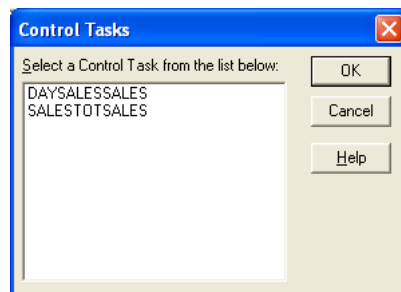 Control Tasks
Select a Control Task from the list below:
OK
DAYSALESSALES
SALESTOTSALES
Cancel
Help